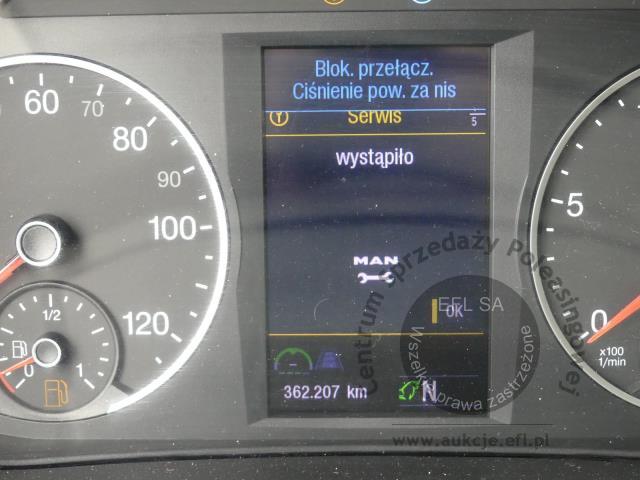 Blok. przełącz.
Ciśnienie pow. za nis
Serwis
1/5
wystąpiło
MAN
ok
362.207 km
N
60
70
80
90
100
120
1/2
0
1
5
0
x100
1/min
Centrum Sprzedaży Poleasingowej
EFL SA
Wszelkie prawa zastrzeżone
www.aukcje.efl.pl